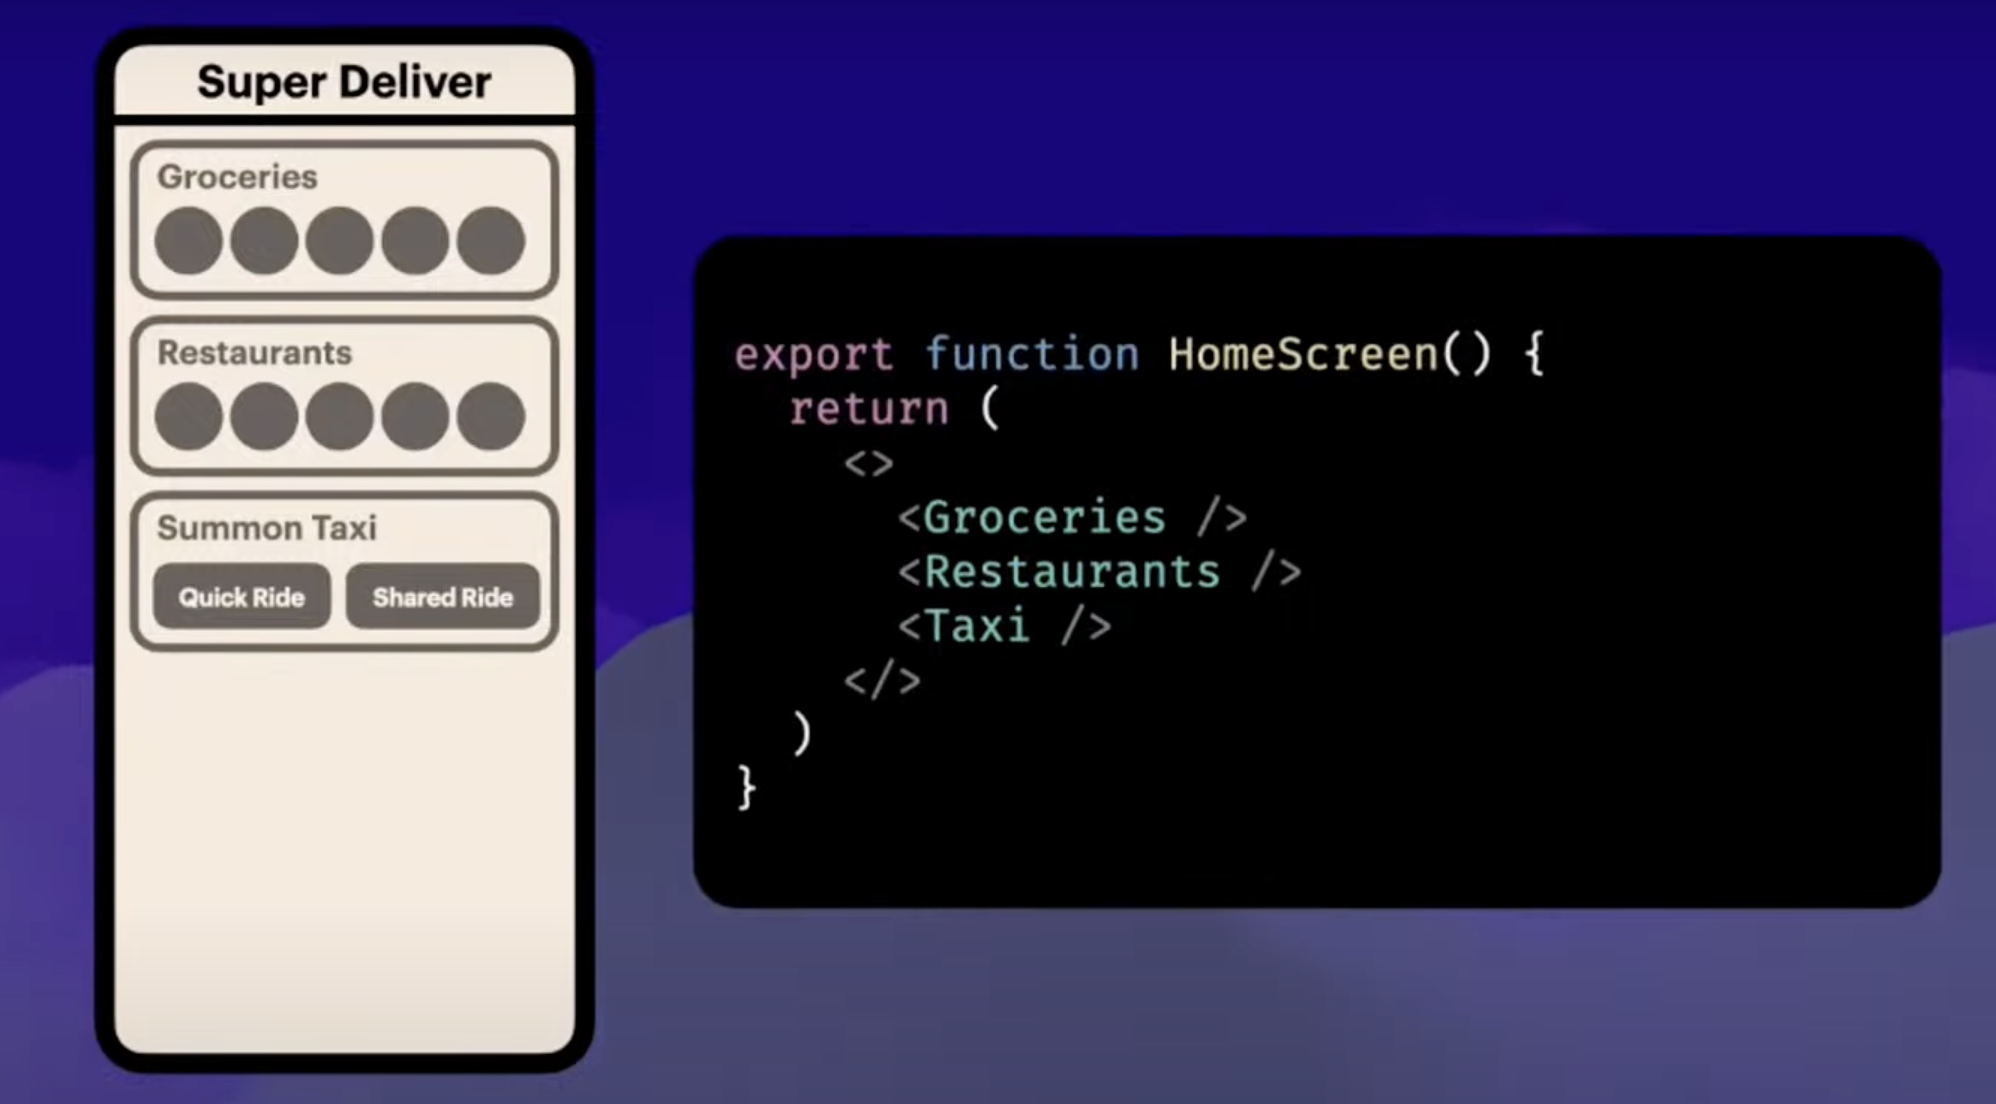 Super Deliver
Groceries
Restaurants
Summon Taxi
Quick Ride
Shared Ride
export function HomeScreen() {
  return (
    <>
      <Groceries />
      <Restaurants />
      <Taxi />
    </>
  )
}